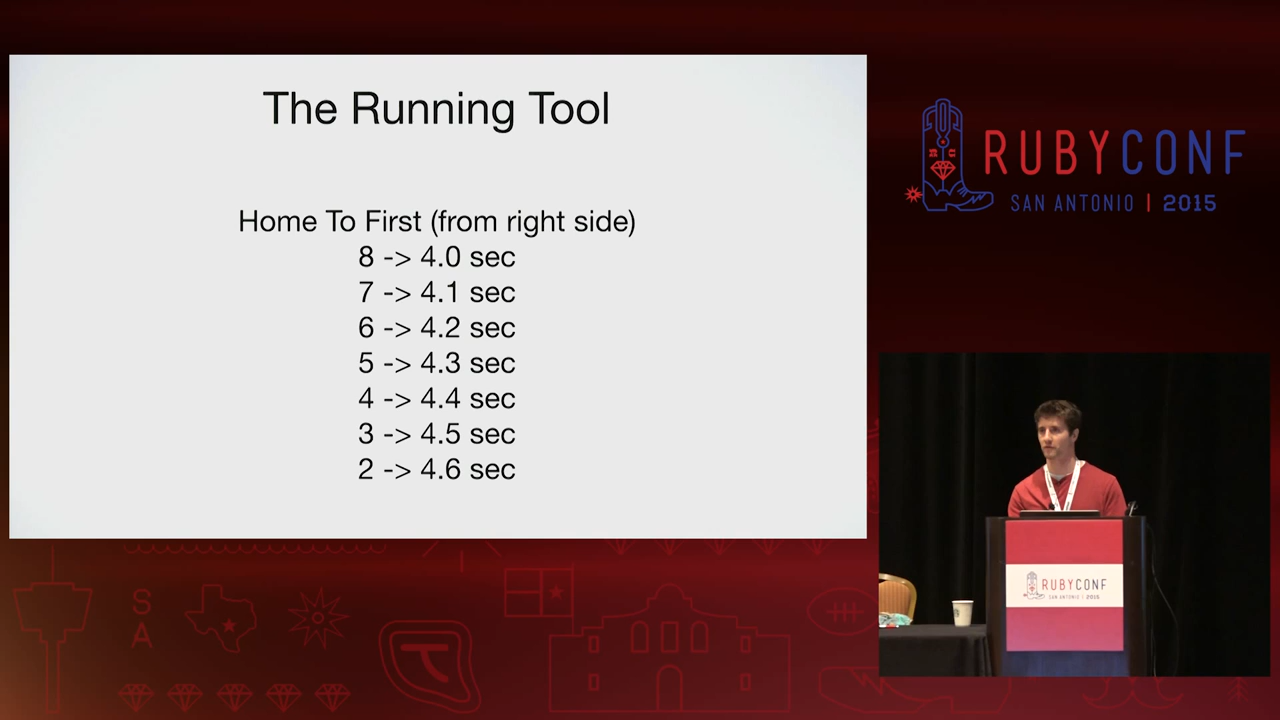 The Running Tool
Home To First (from right side)
8 -> 4.0 sec
7 -> 4.1 sec
6 -> 4.2 sec
5 -> 4.3 sec
4 -> 4.4 sec
3 -> 4.5 sec
2 -> 4.6 sec
RUBYCONF
SAN ANTONIO | 2015
RUBYCONF
SAN ANTONIO | 2015
S
A